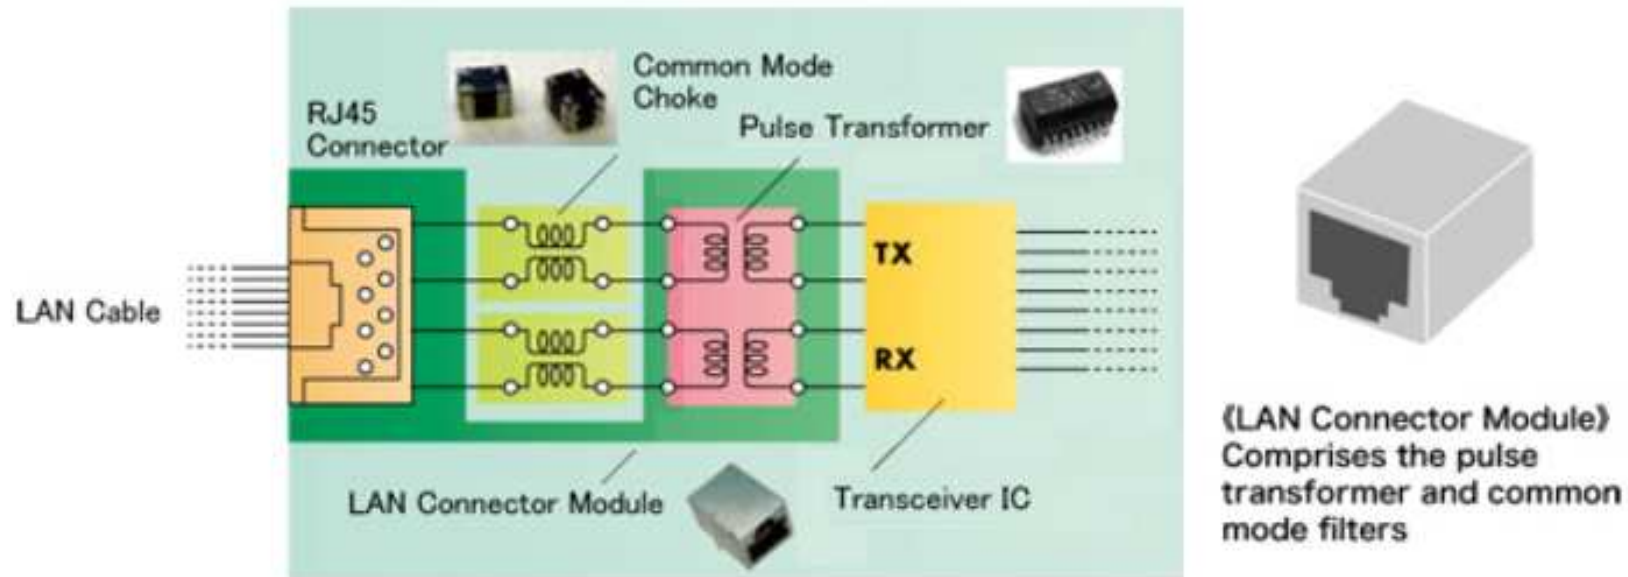 Common Mode
Choke
RJ45
Connector
Pulse Transformer
TX
LAN Cable
RX
《LAN Connector Module》
Comprises the pulse
transformer and common
mode filters
LAN Connector Module
Transceiver IC